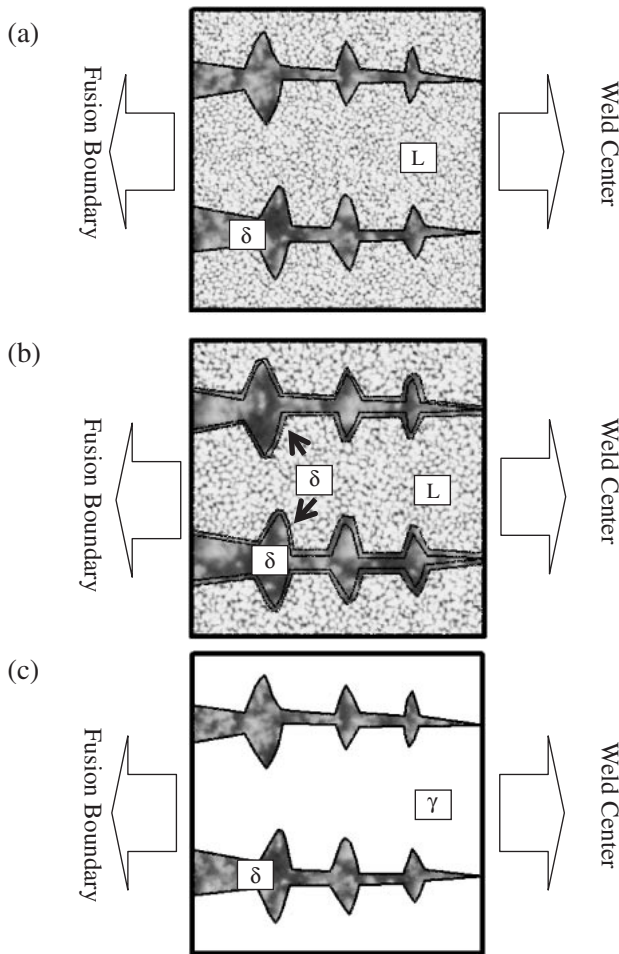 (a)
Fusion Boundary
L
δ
Weld Center
(b)
Fusion Boundary
δ
L
δ
Weld Center
(c)
Fusion Boundary
γ
δ
Weld Center